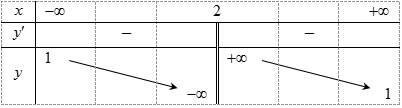 x −∞ 2 +∞
y′ − −
y 1 −∞ +∞ 1